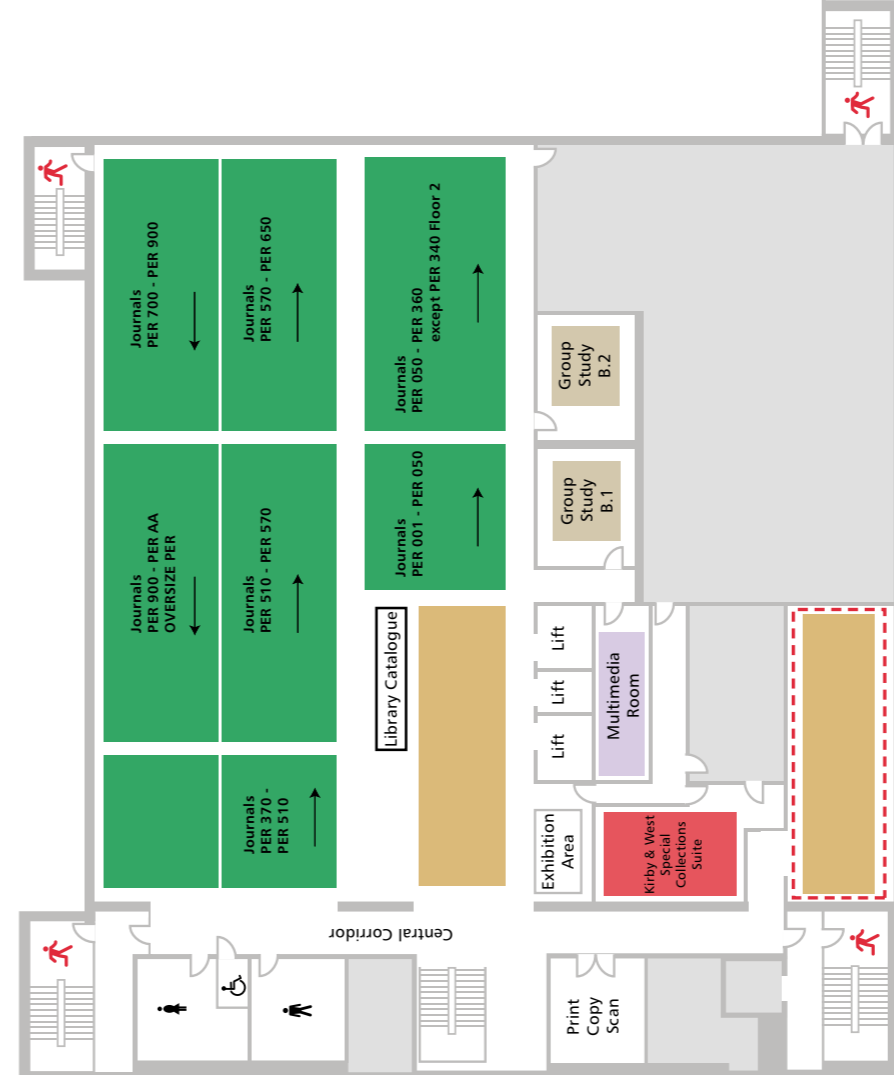 Journals
PER 700 - PER 900
Journals
PER 570 - PER 650
Journals
PER 050 - PER 360
except PER 340 Floor 2
Group
Study
B.2
Journals
PER 900 - PER AA
OVERSIZE PER
Journals
PER 510 - PER 570
Journals
PER 001 - PER 050
Group
Study
B.1
Library Catalogue
Lift
Lift
Lift
Multimedia
Room
Journals
PER 370 -
PER 510
Exhibition
Area
Kirby & West
Special
Collections
Suite
Central Corridor
Print
Copy
Scan